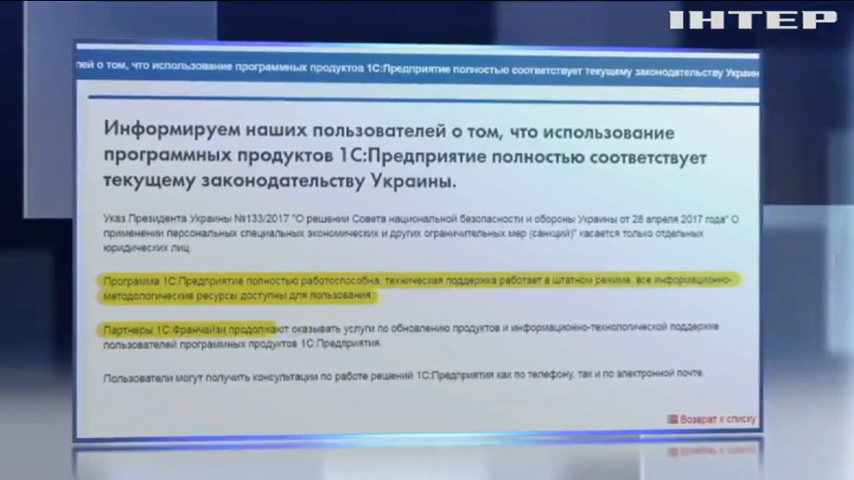 ІНТЕР
лей о том, что использование программных продуктов 1С:Предприятие полностью соответствует текущему законодательству Украин
Информируем наших пользователей о том, что использование
программных продуктов 1С:Предприятие полностью соответствует
текущему законодательству Украины.
Указ Президента Украины №133/2017 "О решении Совета национальной безопасности и обороны Украины от 28 апреля 2017 года" О
применении персональных специальных экономических и других ограничительных мер (санкций)" касается только отдельных
юридических лиц.
Программа 1С:Предприятие полностью работоспособна, техническая поддержка работает в штатном режиме, все информационно-
методологические ресурсы доступны для пользования.
Партнеры 1С:Франчайзи продолжают оказывать услуги по обновлению продуктов и информационно-технологической поддержке
пользователей программных продуктов 1С:Предприятия.
Пользователи могут получить консультации по работе решений 1С:Предприятия как по телефону, так и по электронной почте.
Возврат к списку